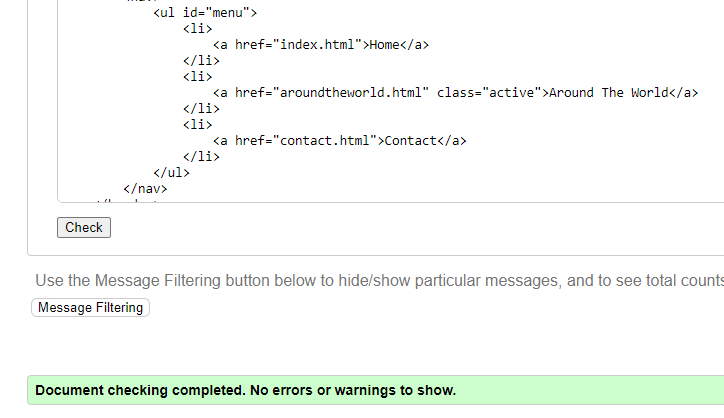 <ul id="menu">
<li>
<a href="index.html">Home</a>
</li>
<li>
<a href="aroundtheworld.html" class="active">Around The World</a>
</li>
<li>
<a href="contact.html">Contact</a>
</li>
</ul>
</nav>
Check
Use the Message Filtering button below to hide/show particular messages, and to see total counts
Message Filtering
Document checking completed. No errors or warnings to show.